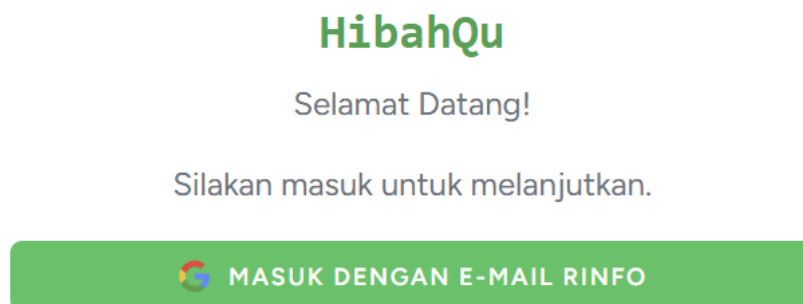 HibahQu
Selamat Datang!
Silakan masuk untuk melanjutkan.
MASUK DENGAN E-MAIL RINFO